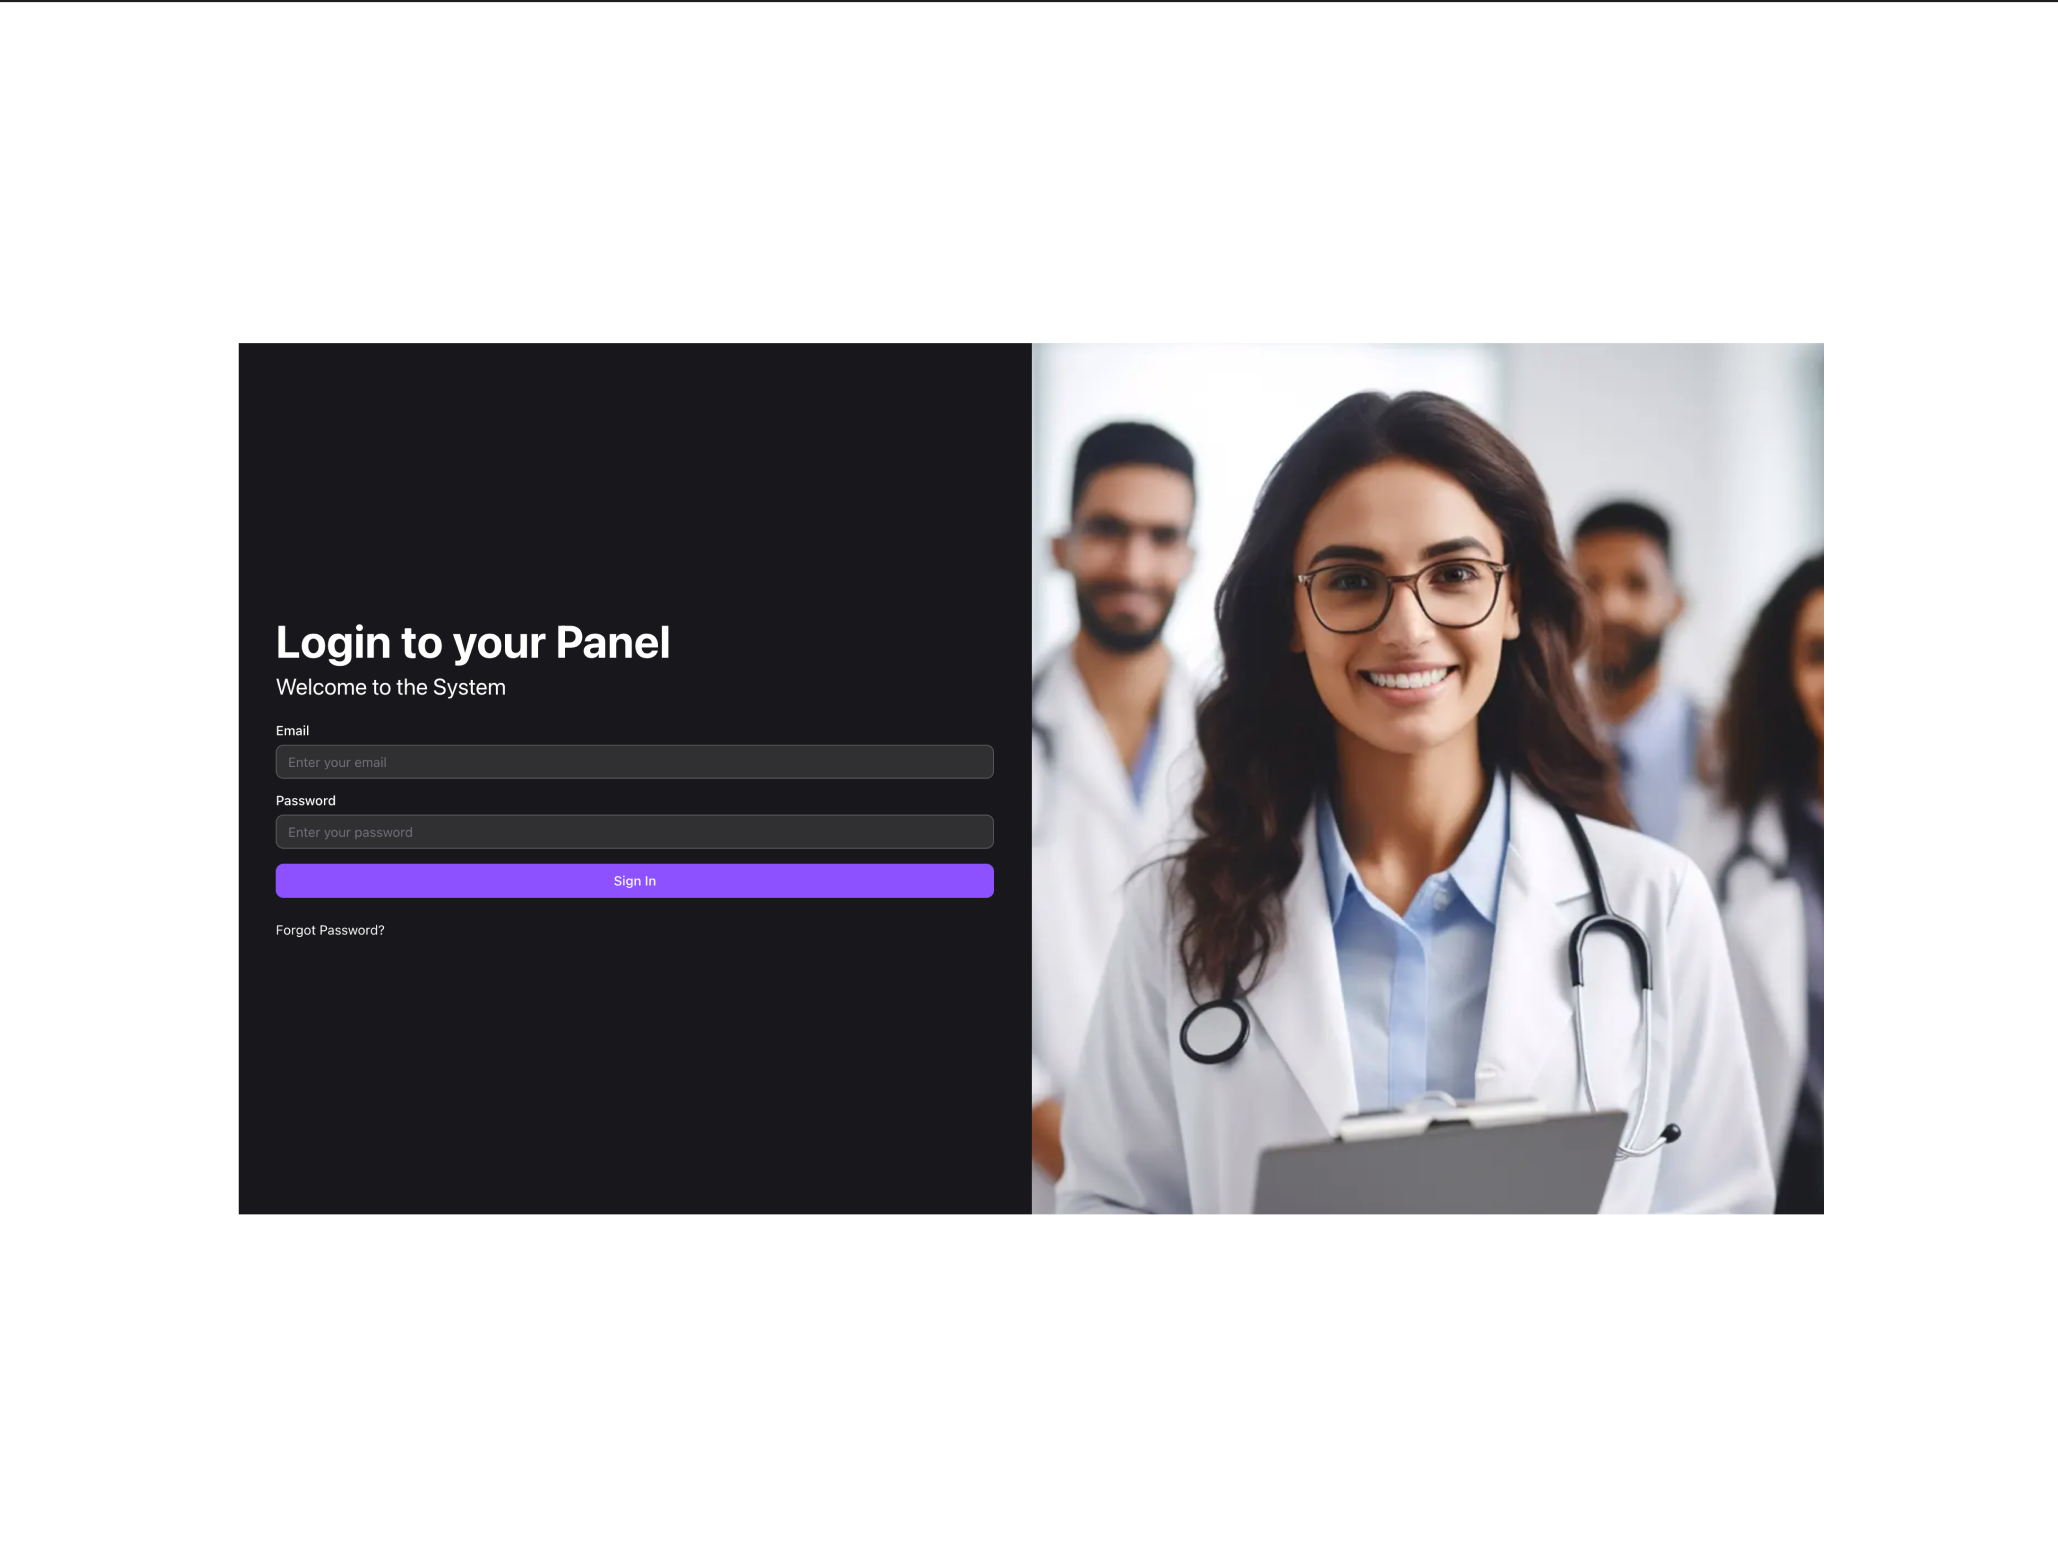 Login to your Panel
Welcome to the System
Email
Enter your email
Password
Enter your password
Sign In
Forgot Password?